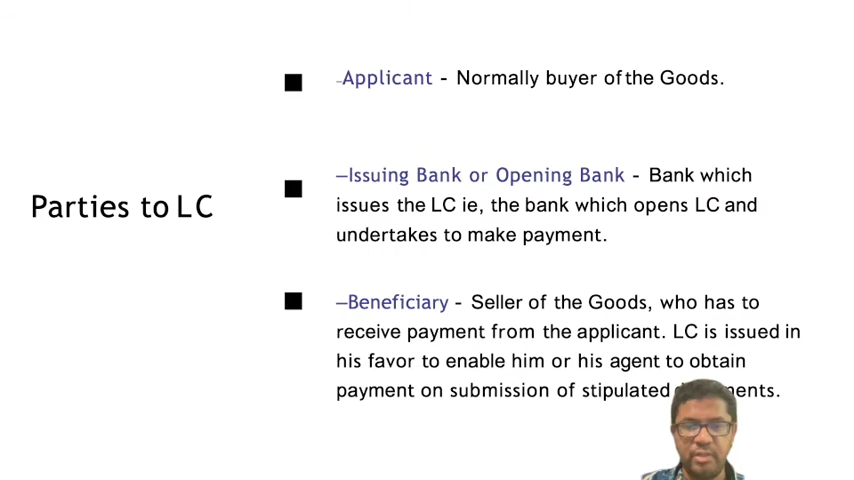 Parties to LC
–Applicant - Normally buyer of the Goods.
–Issuing Bank or Opening Bank - Bank which
issues the LC ie, the bank which opens LC and
undertakes to make payment.
–Beneficiary - Seller of the Goods, who has to
receive payment from the applicant. LC is issued in
his favor to enable him or his agent to obtain
payment on submission of stipulated